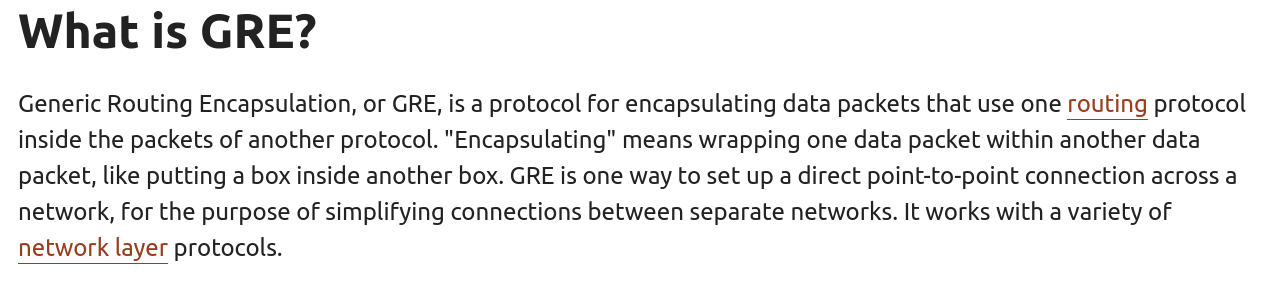 What is GRE?
Generic Routing Encapsulation, or GRE, is a protocol for encapsulating data packets that use one routing protocol
inside the packets of another protocol. "Encapsulating" means wrapping one data packet within another data
packet, like putting a box inside another box. GRE is one way to set up a direct point-to-point connection across a
network, for the purpose of simplifying connections between separate networks. It works with a variety of
network layer protocols.